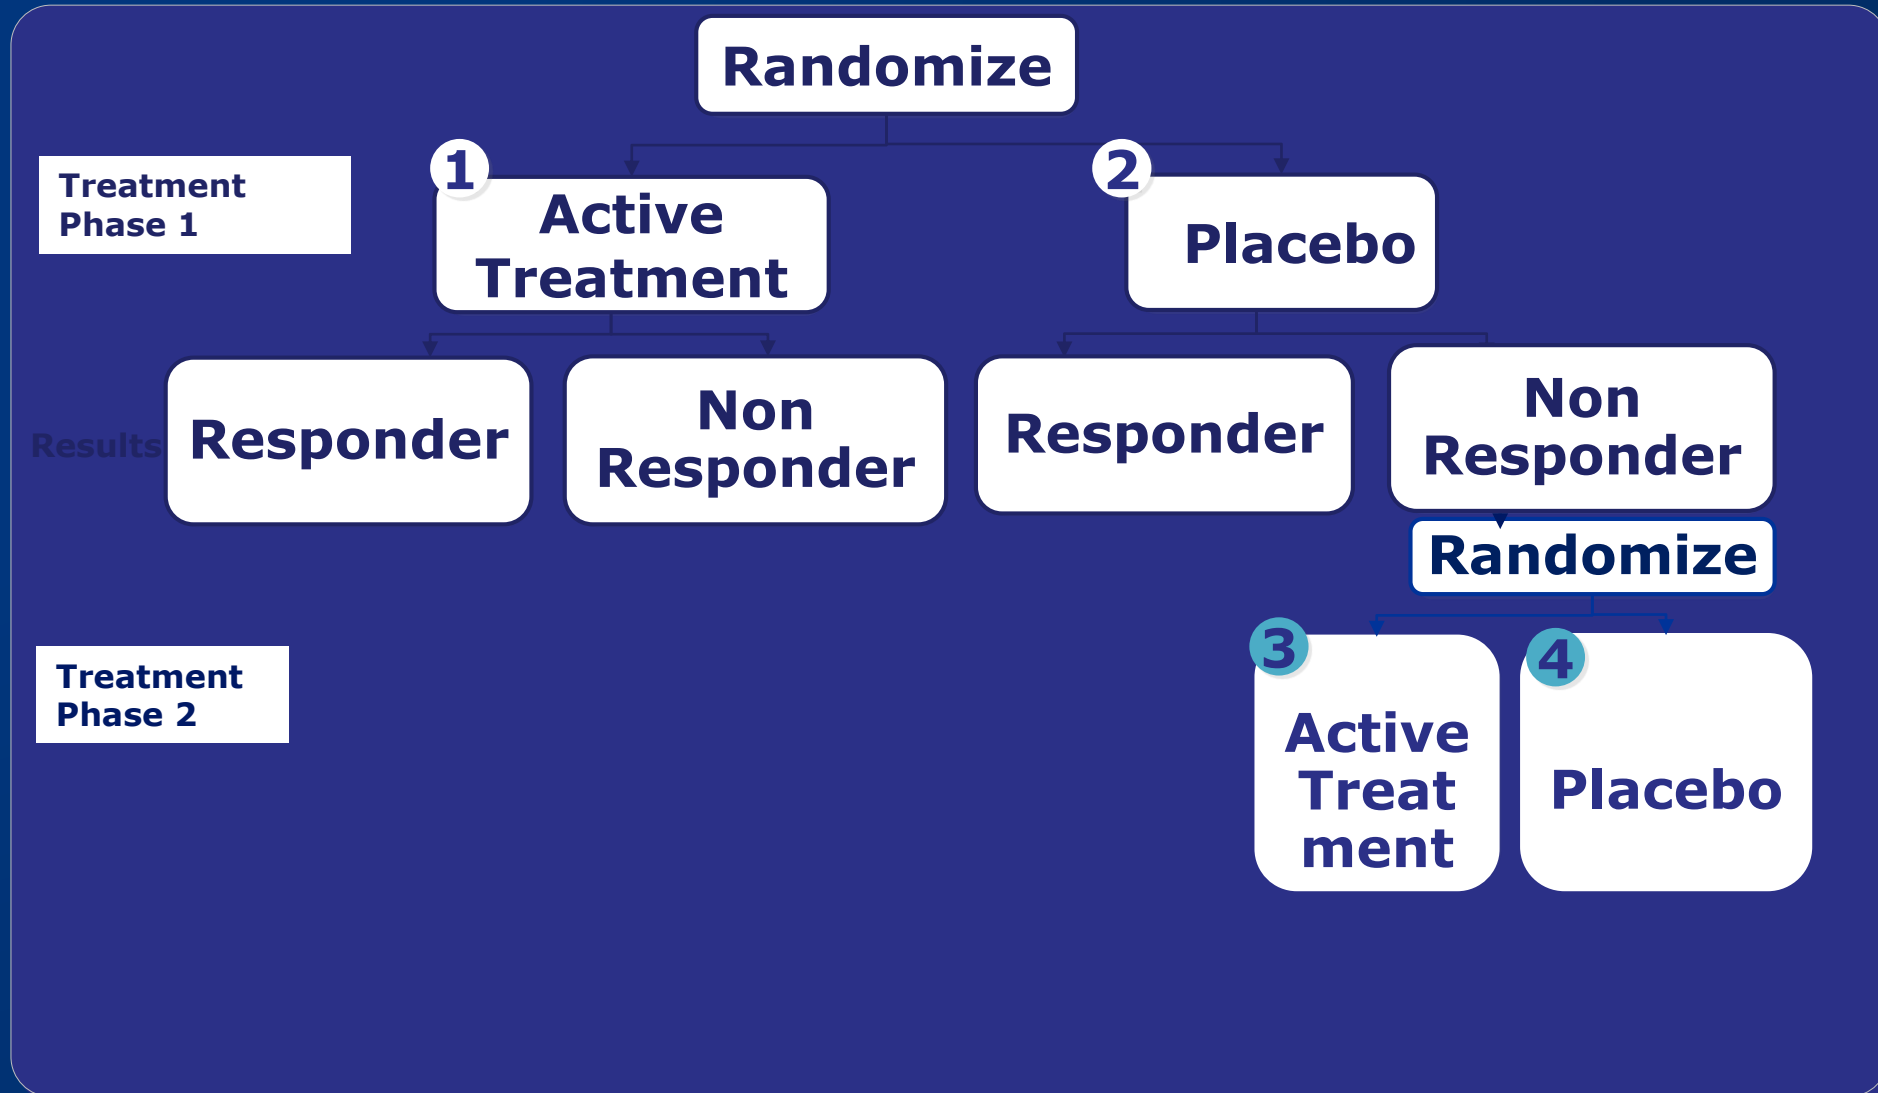 Randomize
Treatment
Phase 1
1
Active
Treatment
2
Placebo
Results
Responder
Non
Responder
Responder
Non
Responder
Randomize
Treatment
Phase 2
3
Active
Treat
ment
4
Placebo